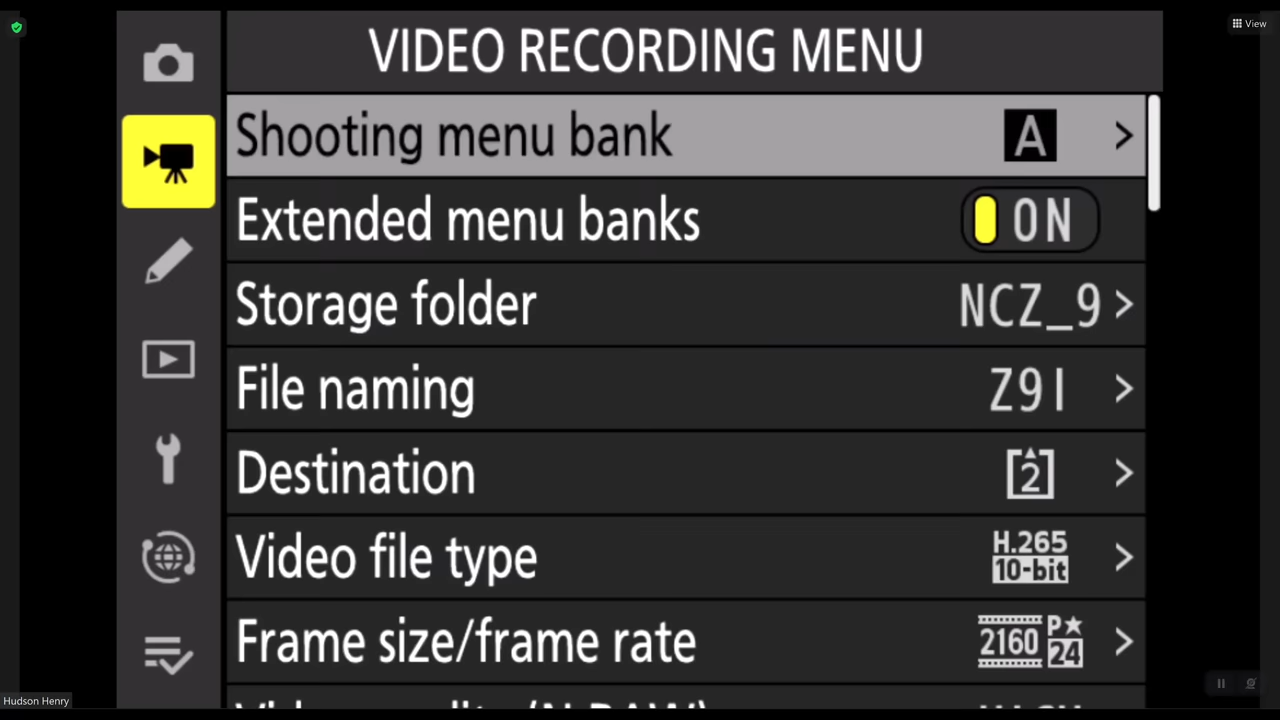 View
VIDEO RECORDING MENU
Shooting menu bank A >
Extended menu banks ON
Storage folder NCZ_9 >
File naming Z9I >
Destination 2 >
Video file type H.265 10-bit >
Frame size/frame rate 2160 P★ 24 >
Hudson Henry